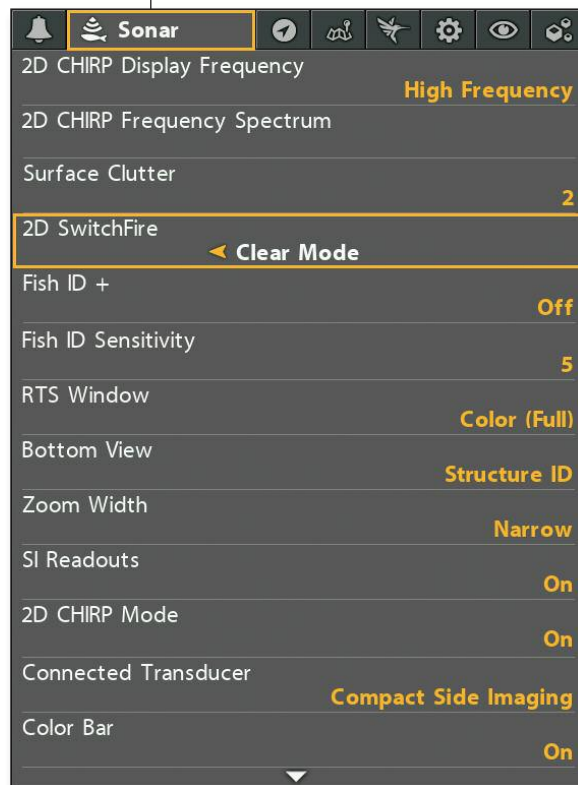 Sonar
2D CHIRP Display Frequency
High Frequency
2D CHIRP Frequency Spectrum
Surface Clutter
2
2D SwitchFire
Clear Mode
Fish ID +
Off
Fish ID Sensitivity
5
RTS Window
Color (Full)
Bottom View
Structure ID
Zoom Width
Narrow
SI Readouts
On
2D CHIRP Mode
On
Connected Transducer
Compact Side Imaging
Color Bar
On